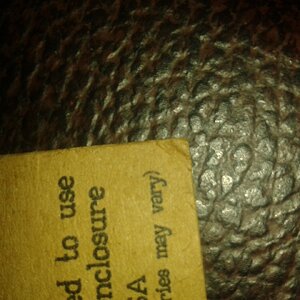 ed to use
nclosure
SA
ries may vary)